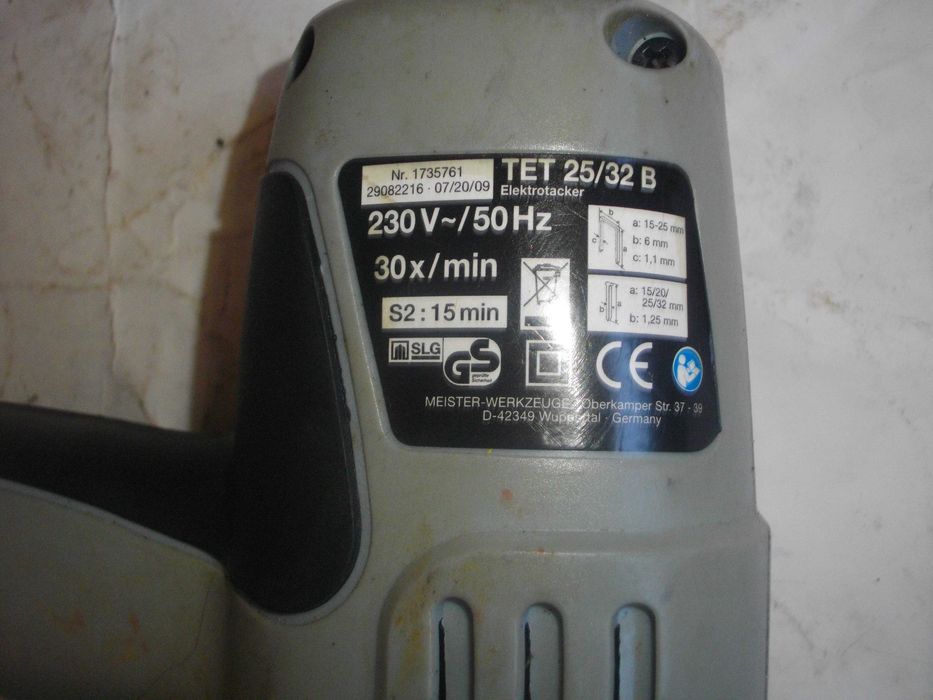 Nr. 1735761
29082216 · 07/20/09
TET 25/32 B
Elektrotacker
230 V~/50 Hz
30 x/min
S2 : 15 min
b
c
a
a: 15-25 mm
b: 6 mm
c: 1,1 mm
b
a
a: 15/20/
25/32 mm
b: 1,25 mm
SLG
GS
geprüfte
Sicherheit
CE
MEISTER-WERKZEUGE · Oberkamper Str. 37 - 39
D-42349 Wuppertal · Germany